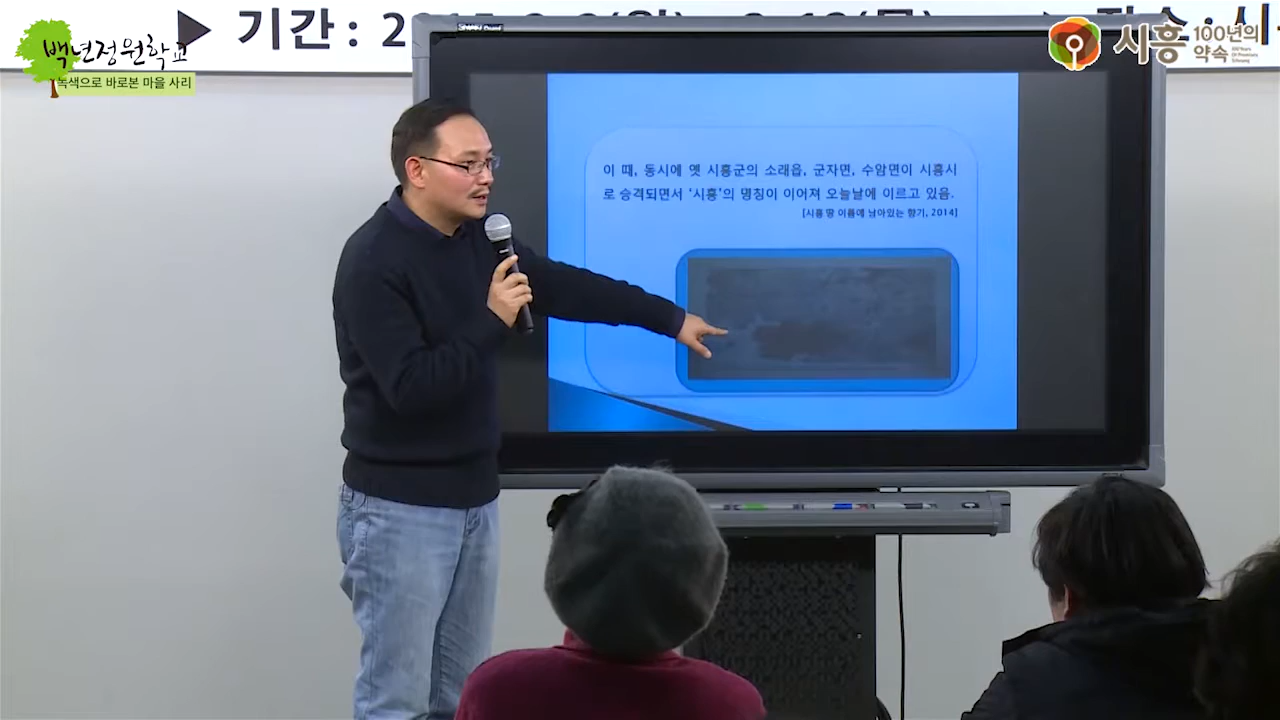 ▶ 기간 : 2
백년정원학교
녹색으로 바로본 마을 사리
시흥 100년의 약속
이 때, 동시에 옛 시흥군의 소래읍, 군자면, 수암면이 시흥시
로 승격되면서 '시흥'의 명칭이 이어져 오늘날에 이르고 있음.
[시흥 땅 이름에 남아있는 향기, 2014]